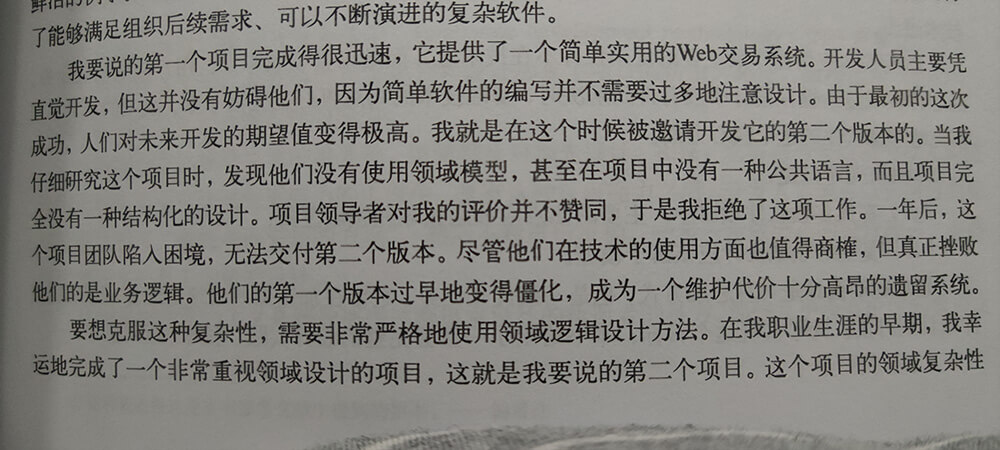 了能够满足组织后续需求、可以不断演进的复杂软件。
我要说的第一个项目完成得很迅速，它提供了一个简单实用的Web交易系统。开发人员主要凭
直觉开发，但这并没有妨碍他们，因为简单软件的编写并不需要过多地注意设计。由于最初的这次
成功，人们对未来开发的期望值变得极高。我就是在这个时候被邀请开发它的第二个版本的。当我
仔细研究这个项目时，发现他们没有使用领域模型，甚至在项目中没有一种公共语言，而且项目完
全没有一种结构化的设计。项目领导者对我的评价并不赞同，于是我拒绝了这项工作。一年后，这
个项目团队陷入困境，无法交付第二个版本。尽管他们在技术的使用方面也值得商榷，但真正挫败
他们的是业务逻辑。他们的第一个版本过早地变得僵化，成为一个维护代价十分高昂的遗留系统。
要想克服这种复杂性，需要非常严格地使用领域逻辑设计方法。在我职业生涯的早期，我幸
运地完成了一个非常重视领域设计的项目，这就是我要说的第二个项目。这个项目的领域复杂性